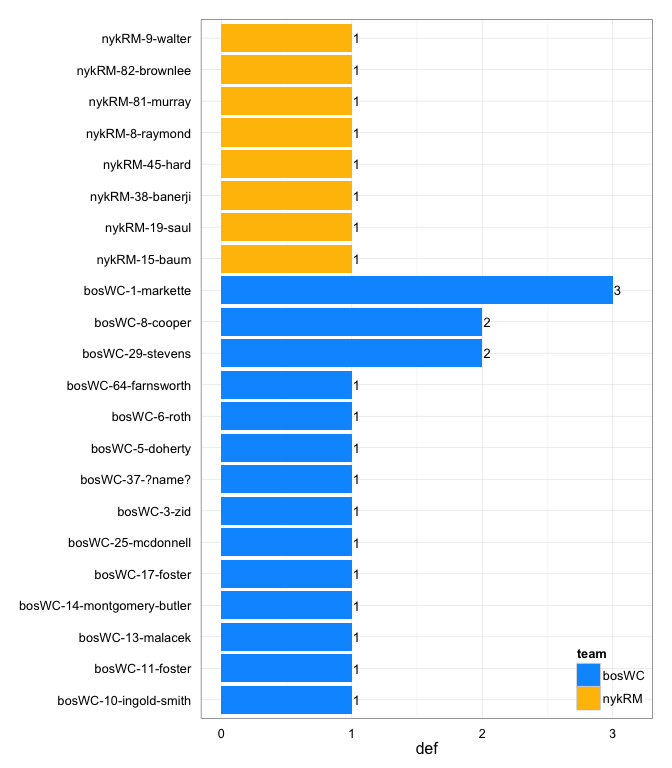 nykRM-9-walter 1
nykRM-82-brownlee 1
nykRM-81-murray 1
nykRM-8-raymond 1
nykRM-45-hard 1
nykRM-38-banerji 1
nykRM-19-saul 1
nykRM-15-baum 1
bosWC-1-markette 3
bosWC-8-cooper 2
bosWC-29-stevens 2
bosWC-64-farnsworth 1
bosWC-6-roth 1
bosWC-5-doherty 1
bosWC-37-?name? 1
bosWC-3-zid 1
bosWC-25-mcdonnell 1
bosWC-17-foster 1
bosWC-14-montgomery-butler 1
bosWC-13-malacek 1
bosWC-11-foster 1
bosWC-10-ingold-smith 1
team
bosWC
nykRM
0 1 2 3
def